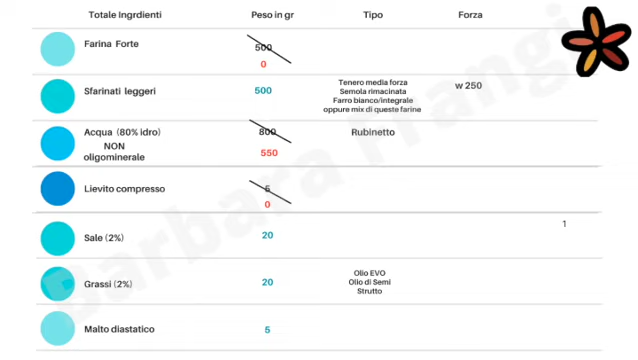 Totale Ingrdienti Peso in gr Tipo Forza
Farina Forte 500
0
Sfarinati leggeri 500 Tenero media forza
Semola rimacinata
Farro bianco/integrale
oppure mix di queste farine
w 250
Acqua (80% idro) 800 Rubinetto
NON
oligominerale 550
Lievito compresso 5
0
1
Sale (2%) 20
Grassi (2%) 20 Olio EVO
Olio di Semi
Strutto
Malto diastatico 5
Barbara Frangi